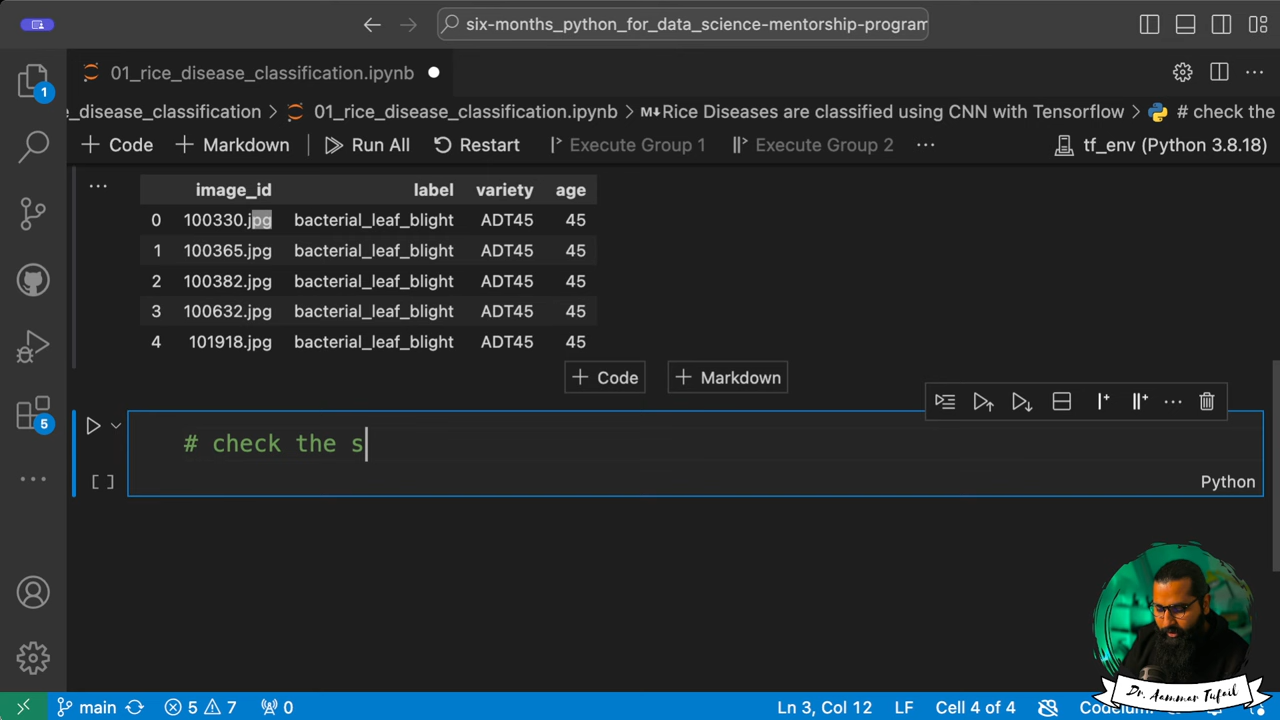 six-months_python_for_data_science-mentorship-program
01_rice_disease_classification.ipynb
e_disease_classification > 01_rice_disease_classification.ipynb > M↓Rice Diseases are classified using CNN with Tensorflow > # check the
+ Code + Markdown Run All Restart Execute Group 1 Execute Group 2 ... tf_env (Python 3.8.18)
image_id label variety age
0 100330.jpg bacterial_leaf_blight ADT45 45
1 100365.jpg bacterial_leaf_blight ADT45 45
2 100382.jpg bacterial_leaf_blight ADT45 45
3 100632.jpg bacterial_leaf_blight ADT45 45
4 101918.jpg bacterial_leaf_blight ADT45 45
+ Code + Markdown
# check the s
[ ] Python
1
5
Dr. Aammar Tufail
main 5 7 0 Ln 3, Col 12 LF Cell 4 of 4